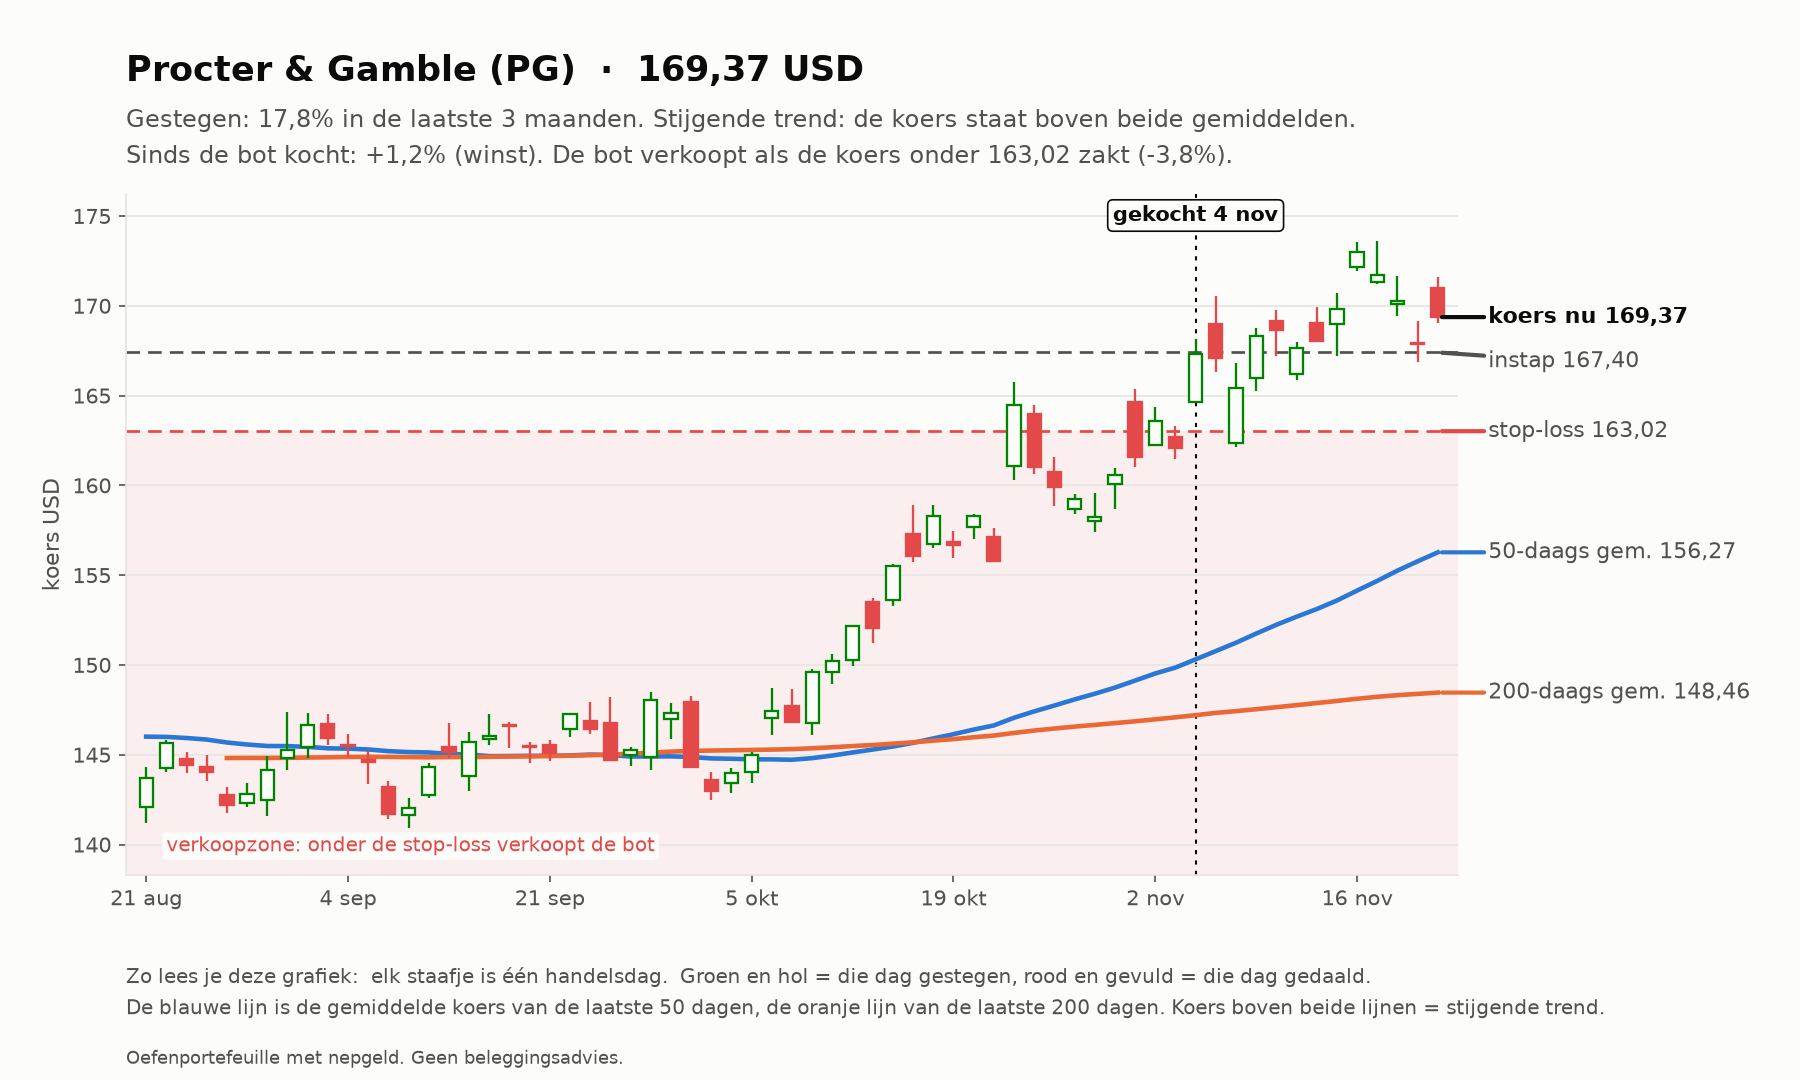 Procter & Gamble (PG)  ·  169,37 USD
Gestegen: 17,8% in de laatste 3 maanden. Stijgende trend: de koers staat boven beide gemiddelden.
Sinds de bot kocht: +1,2% (winst). De bot verkoopt als de koers onder 163,02 zakt (-3,8%).
gekocht 4 nov
175
170
165
160
155
150
145
140
koers USD
koers nu 169,37
instap 167,40
stop-loss 163,02
50-daags gem. 156,27
200-daags gem. 148,46
verkoopzone: onder de stop-loss verkoopt de bot
21 aug
4 sep
21 sep
5 okt
19 okt
2 nov
16 nov
Zo lees je deze grafiek:  elk staafje is één handelsdag.  Groen en hol = die dag gestegen, rood en gevuld = die dag gedaald.
De blauwe lijn is de gemiddelde koers van de laatste 50 dagen, de oranje lijn van de laatste 200 dagen. Koers boven beide lijnen = stijgende trend.
Oefenportefeuille met nepgeld. Geen beleggingsadvies.